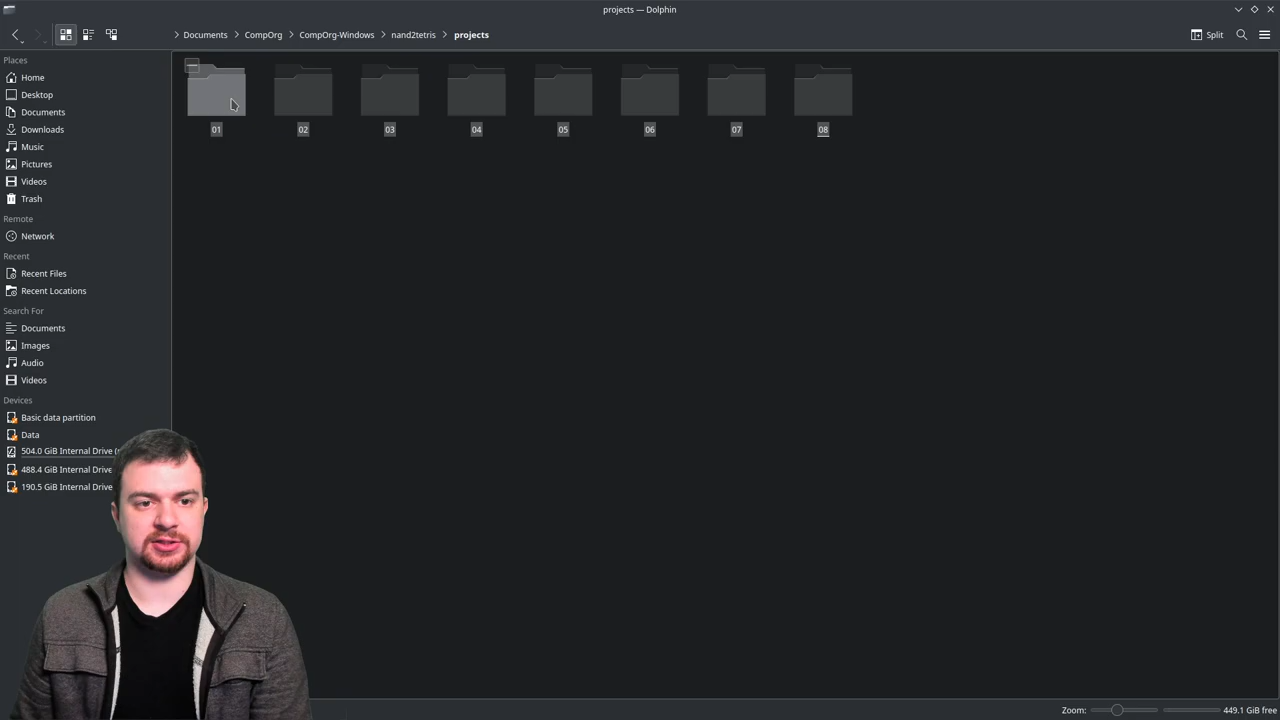 projects — Dolphin
Documents CompOrg CompOrg-Windows nand2tetris projects
Split
Places
Home
Desktop
Documents
Downloads
Music
Pictures
Videos
Trash
Remote
Network
Recent
Recent Files
Recent Locations
Search For
Documents
Images
Audio
Videos
Devices
Basic data partition
Data
504.0 GiB Internal Drive
488.4 GiB Internal Drive
190.5 GiB Internal Drive
01 02 03 04 05 06 07 08
Zoom:
449.1 GiB free